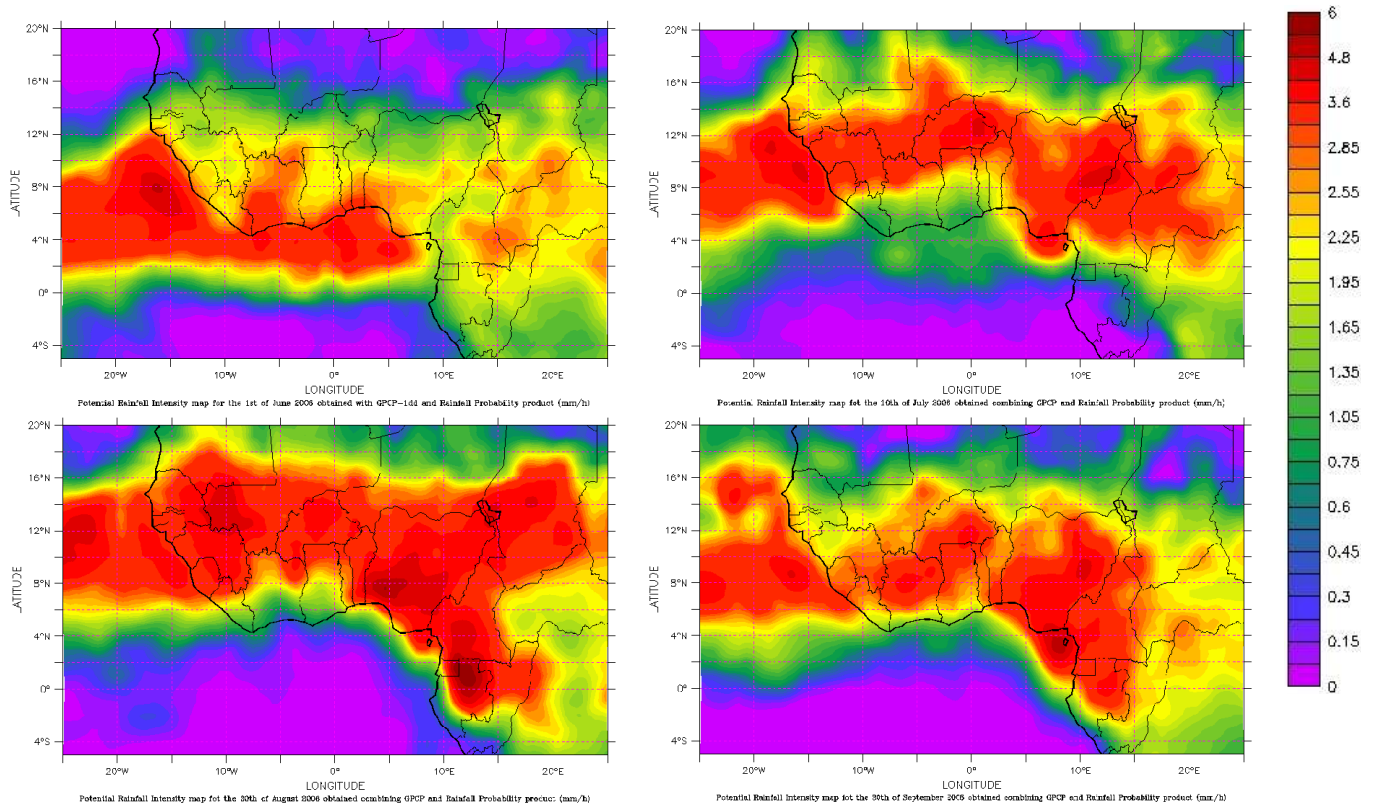 20°N
16°N
12°N
8°N
4°N
0°
4°S
LATITUDE
20°W 10°W 0° 10°E 20°E
LONGITUDE
Potential Rainfall Intensity map for the 1st of June 2006 obtained with GPCP-1dd and Rainfall Probability product (mm/h)
20°N
16°N
12°N
8°N
4°N
0°
4°S
LATITUDE
20°W 10°W 0° 10°E 20°E
LONGITUDE
Potential Rainfall Intensity map fot the 10th of July 2006 obtained combining GPCP and Rainfall Probability product (mm/h)
6
4.8
3.6
2.85
2.55
2.25
1.95
1.65
1.35
1.05
0.75
0.6
0.45
0.3
0.15
0
20°N
16°N
12°N
8°N
4°N
0°
4°S
LATITUDE
20°W 10°W 0° 10°E 20°E
LONGITUDE
Potential Rainfall Intensity map fot the 30th of August 2006 obtained combining GPCP and Rainfall Probability product (mm/h)
20°N
16°N
12°N
8°N
4°N
0°
4°S
LATITUDE
20°W 10°W 0° 10°E 20°E
LONGITUDE
Potential Rainfall Intensity map fot the 30th of September 2006 obtained combining GPCP and Rainfall Probability product (mm/h)